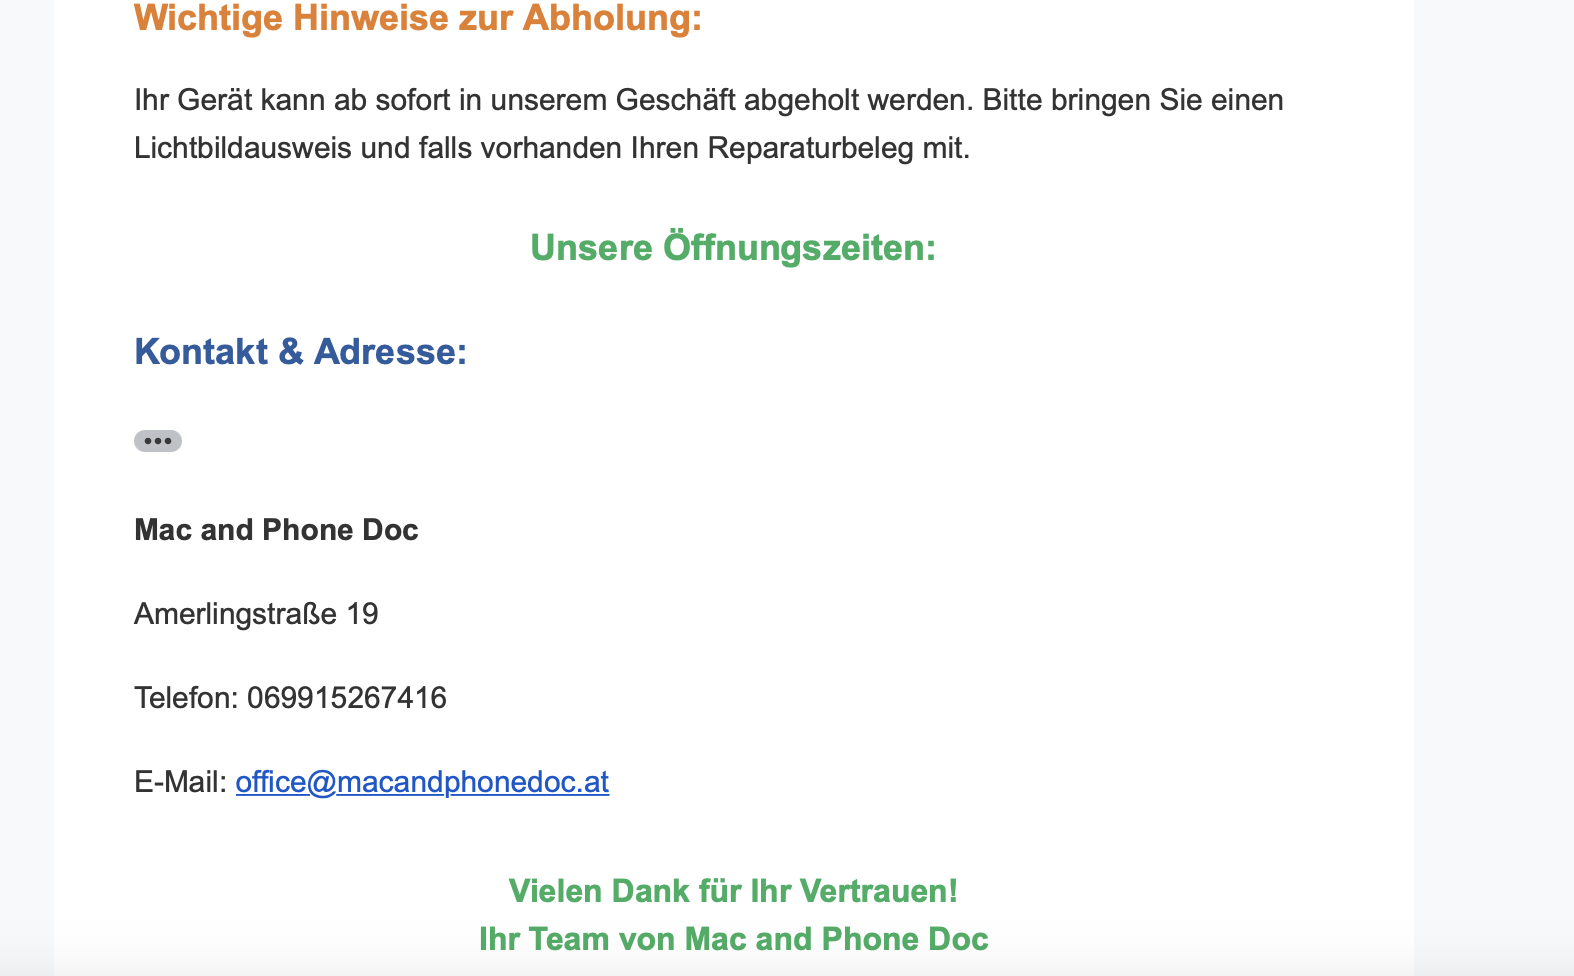 Wichtige Hinweise zur Abholung:
Ihr Gerät kann ab sofort in unserem Geschäft abgeholt werden. Bitte bringen Sie einen
Lichtbildausweis und falls vorhanden Ihren Reparaturbeleg mit.
Unsere Öffnungszeiten:
Kontakt & Adresse:
Mac and Phone Doc
Amerlingstraße 19
Telefon: 069915267416
E-Mail: office@macandphonedoc.at
Vielen Dank für Ihr Vertrauen!
Ihr Team von Mac and Phone Doc